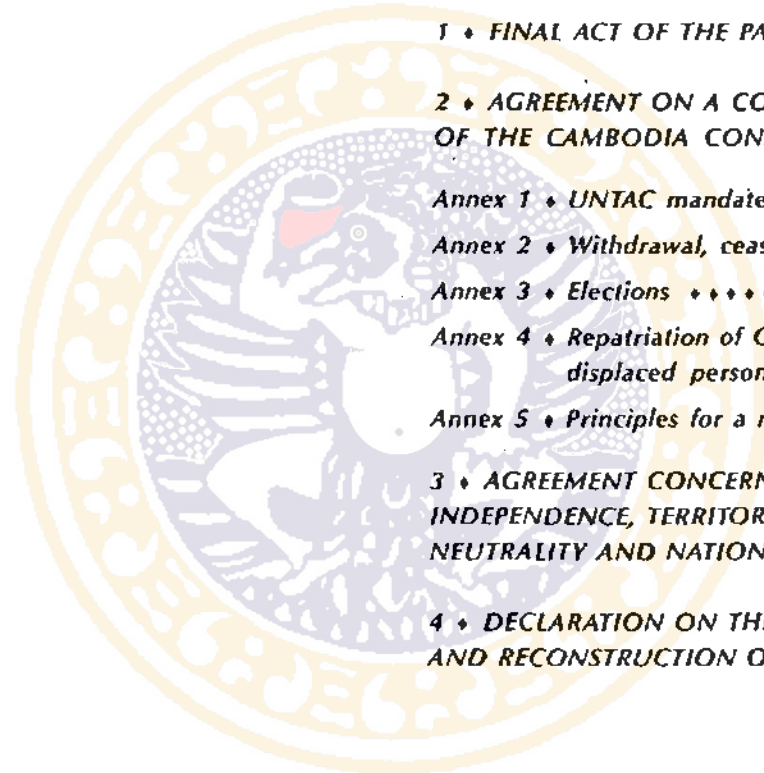 1 ♦ FINAL ACT OF THE PA
2 ♦ AGREEMENT ON A CO
OF THE CAMBODIA CON
Annex 1 ♦ UNTAC mandate
Annex 2 ♦ Withdrawal, ceas
Annex 3 ♦ Elections ♦♦♦♦
Annex 4 ♦ Repatriation of C
displaced person
Annex 5 ♦ Principles for a n
3 ♦ AGREEMENT CONCERN
INDEPENDENCE, TERRITOR
NEUTRALITY AND NATION
4 ♦ DECLARATION ON THE
AND RECONSTRUCTION O